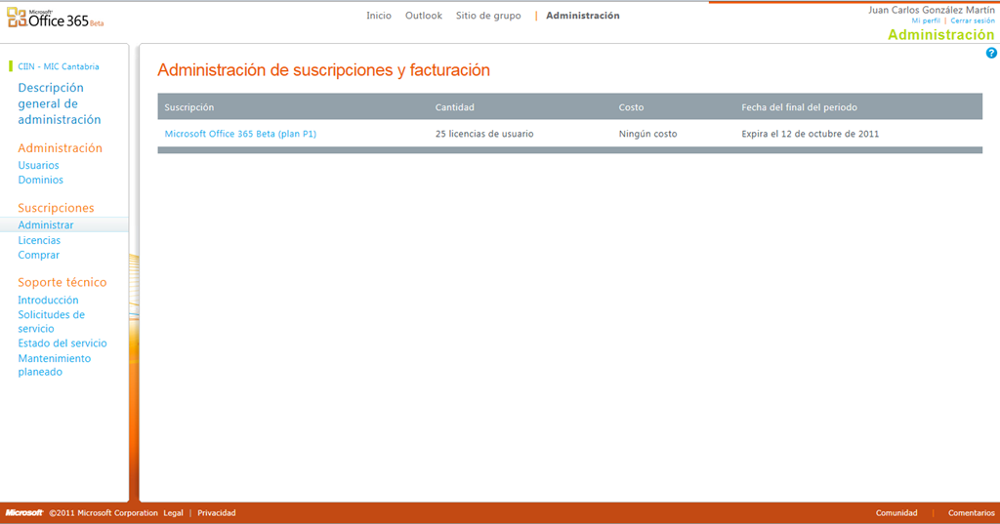 Microsoft
Office 365 Beta
Inicio Outlook Sitio de grupo | Administración
Juan Carlos González Martín
Mi perfil | Cerrar sesión
Administración
?
CIIN - MIC Cantabria
Descripción
general de
administración
Administración
Usuarios
Dominios
Suscripciones
Administrar
Licencias
Comprar
Soporte técnico
Introducción
Solicitudes de
servicio
Estado del servicio
Mantenimiento
planeado
Administración de suscripciones y facturación
Suscripción Cantidad Costo Fecha del final del periodo
Microsoft Office 365 Beta (plan P1) 25 licencias de usuario Ningún costo Expira el 12 de octubre de 2011
Microsoft ©2011 Microsoft Corporation Legal | Privacidad Comunidad | Comentarios